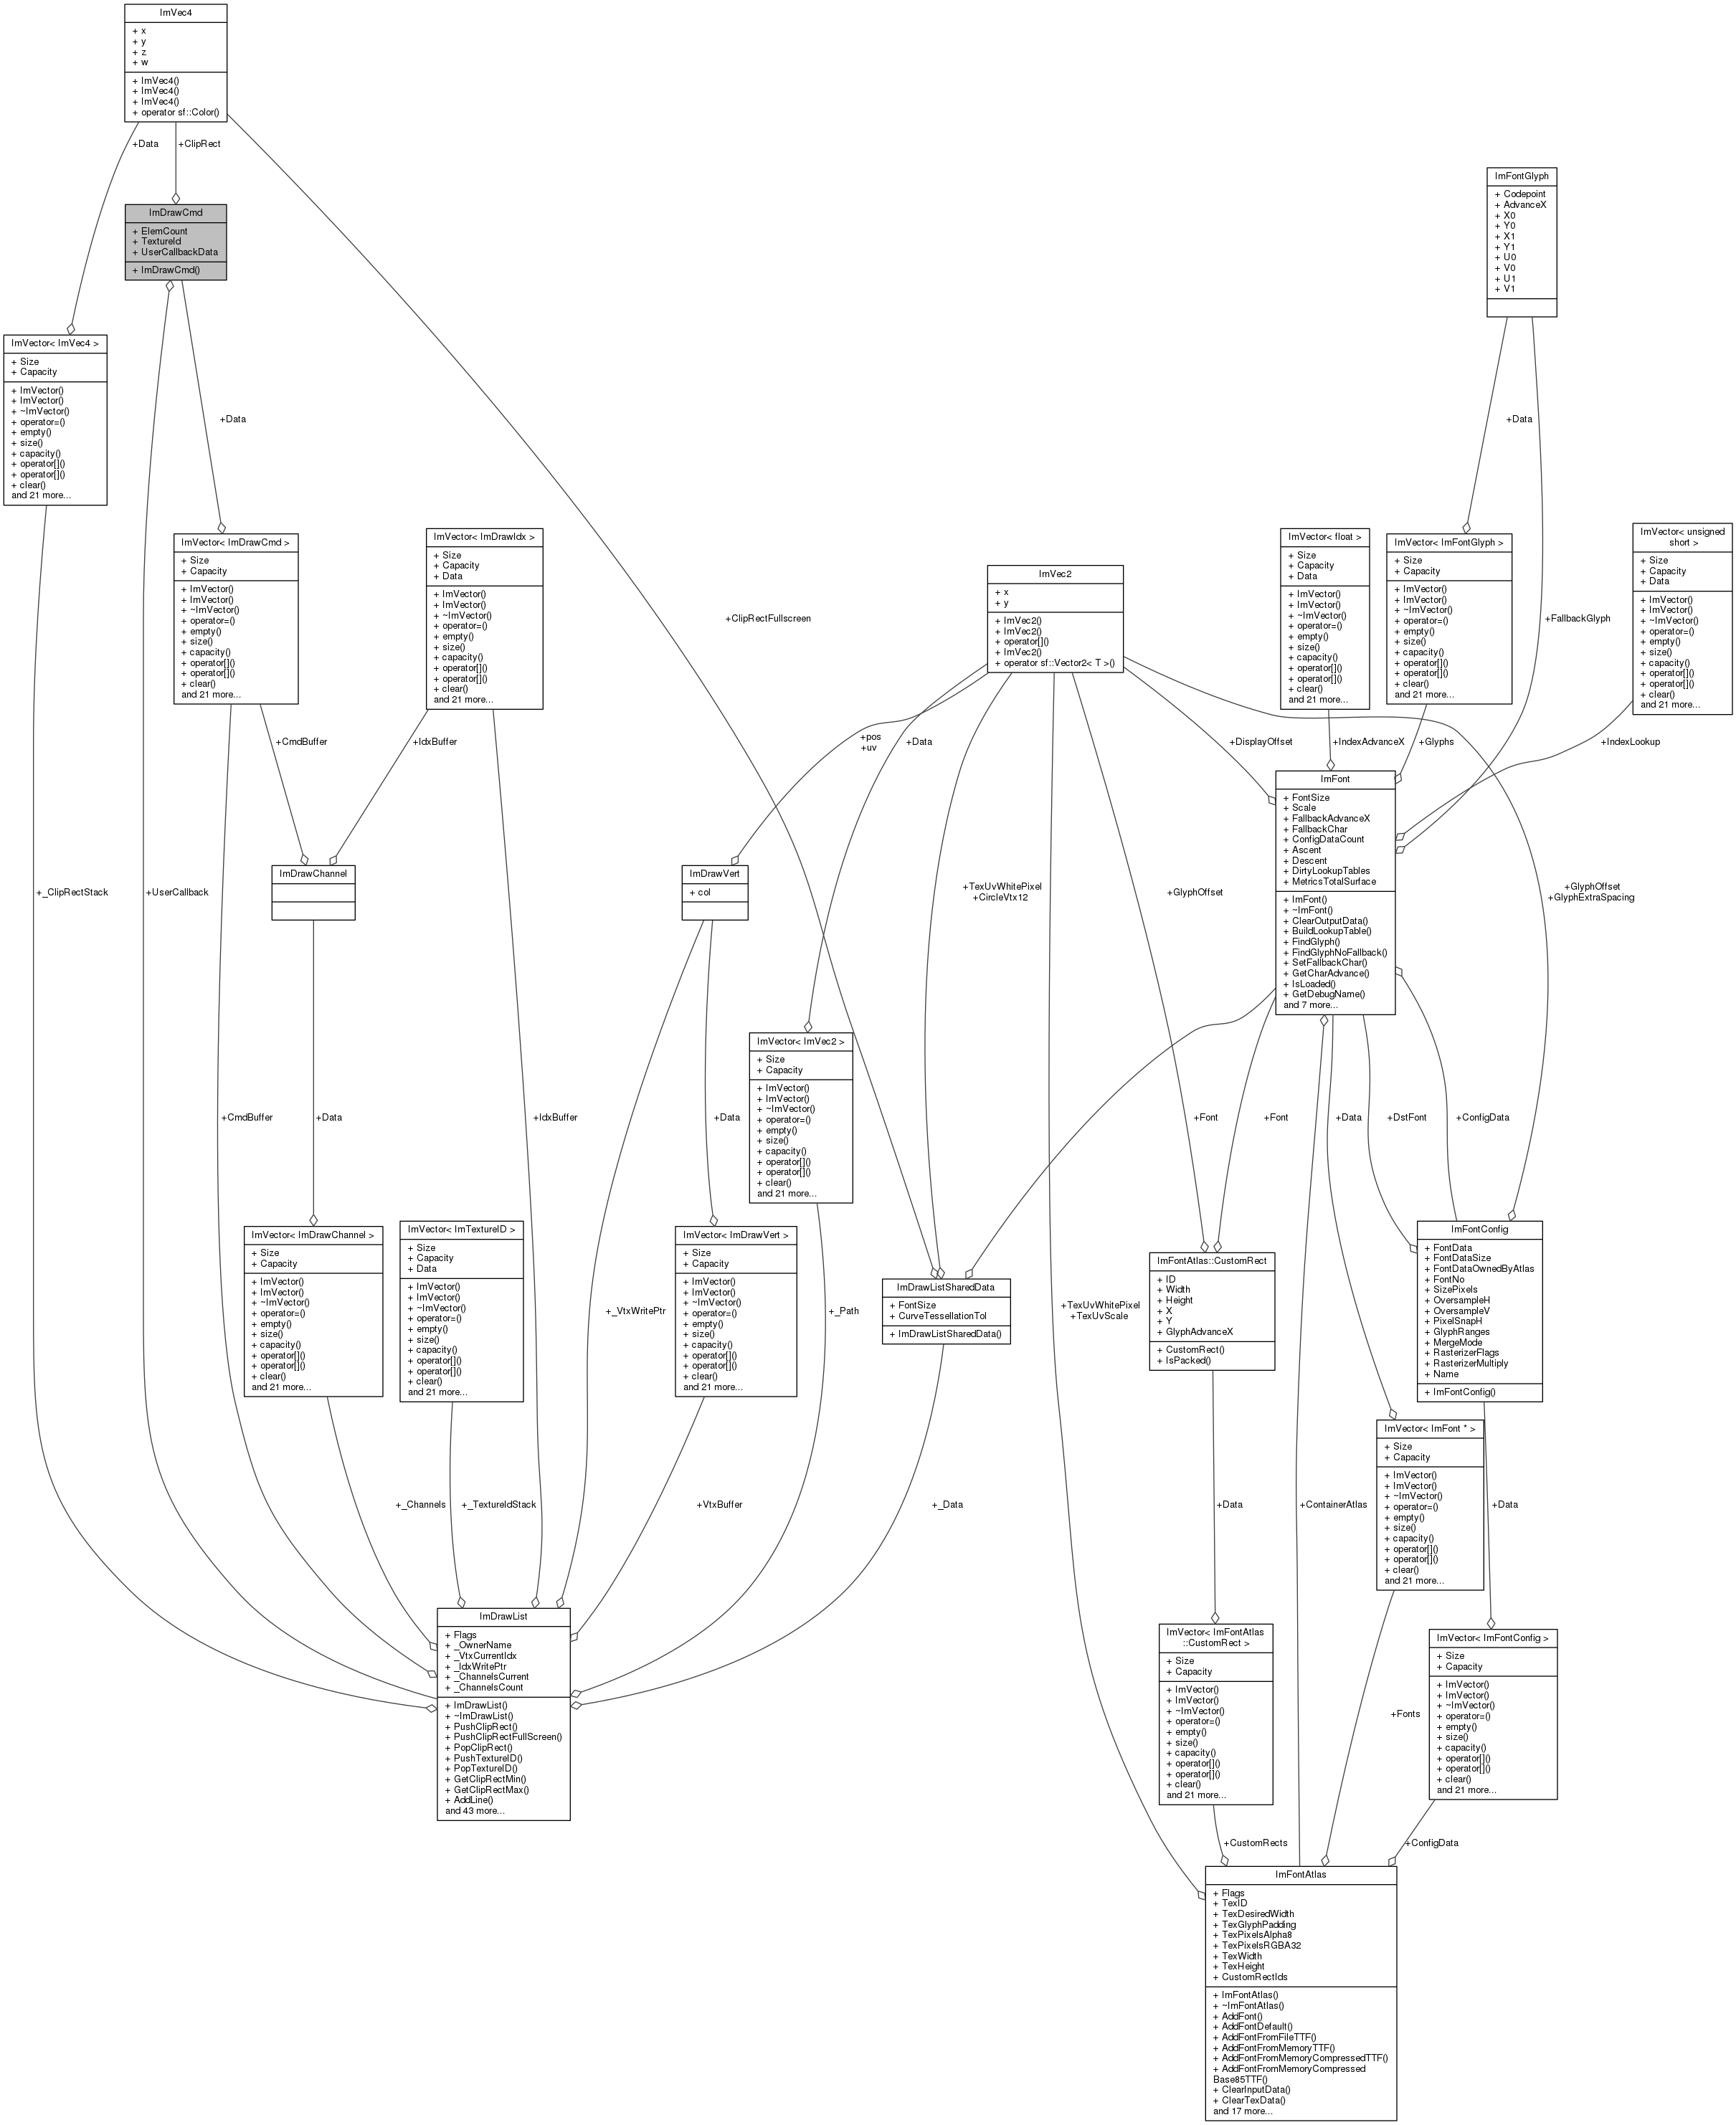 ImVec4
+ x
+ y
+ z
+ w
+ ImVec4()
+ ImVec4()
+ ImVec4()
+ operator sf::Color()
+Data
+ClipRect
ImDrawCmd
+ ElemCount
+ TextureId
+ UserCallbackData
+ ImDrawCmd()
ImFontGlyph
+ Codepoint
+ AdvanceX
+ X0
+ Y0
+ X1
+ Y1
+ U0
+ V0
+ U1
+ V1
ImVector< ImVec4 >
+ Size
+ Capacity
+ ImVector()
+ ImVector()
+ ~ImVector()
+ operator=()
+ empty()
+ size()
+ capacity()
+ operator[]()
+ operator[]()
+ clear()
and 21 more...
+Data
+Data
ImVector< ImDrawCmd >
+ Size
+ Capacity
+ ImVector()
+ ImVector()
+ ~ImVector()
+ operator=()
+ empty()
+ size()
+ capacity()
+ operator[]()
+ operator[]()
+ clear()
and 21 more...
ImVector< ImDrawIdx >
+ Size
+ Capacity
+ Data
+ ImVector()
+ ImVector()
+ ~ImVector()
+ operator=()
+ empty()
+ size()
+ capacity()
+ operator[]()
+ operator[]()
+ clear()
and 21 more...
+ClipRectFullscreen
ImVec2
+ x
+ y
+ ImVec2()
+ ImVec2()
+ operator[]()
+ ImVec2()
+ operator sf::Vector2< T >()
ImVector< float >
+ Size
+ Capacity
+ Data
+ ImVector()
+ ImVector()
+ ~ImVector()
+ operator=()
+ empty()
+ size()
+ capacity()
+ operator[]()
+ operator[]()
+ clear()
and 21 more...
ImVector< ImFontGlyph >
+ Size
+ Capacity
+ ImVector()
+ ImVector()
+ ~ImVector()
+ operator=()
+ empty()
+ size()
+ capacity()
+ operator[]()
+ operator[]()
+ clear()
and 21 more...
+FallbackGlyph
ImVector< unsigned
short >
+ Size
+ Capacity
+ Data
+ ImVector()
+ ImVector()
+ ~ImVector()
+ operator=()
+ empty()
+ size()
+ capacity()
+ operator[]()
+ operator[]()
+ clear()
and 21 more...
+CmdBuffer
+IdxBuffer
+pos
+uv
+Data
+DisplayOffset
+IndexAdvanceX
+Glyphs
+IndexLookup
ImFont
+ FontSize
+ Scale
+ FallbackAdvanceX
+ FallbackChar
+ ConfigDataCount
+ Ascent
+ Descent
+ DirtyLookupTables
+ MetricsTotalSurface
+ ImFont()
+ ~ImFont()
+ ClearOutputData()
+ BuildLookupTable()
+ FindGlyph()
+ FindGlyphNoFallback()
+ SetFallbackChar()
+ GetCharAdvance()
+ IsLoaded()
+ GetDebugName()
and 7 more...
+_ClipRectStack
+UserCallback
ImDrawChannel
ImDrawVert
+ col
+TexUvWhitePixel
+CircleVtx12
+GlyphOffset
+GlyphOffset
+GlyphExtraSpacing
ImVector< ImVec2 >
+ Size
+ Capacity
+ ImVector()
+ ImVector()
+ ~ImVector()
+ operator=()
+ empty()
+ size()
+ capacity()
+ operator[]()
+ operator[]()
+ clear()
and 21 more...
+CmdBuffer
+Data
+IdxBuffer
+Data
+Font
+Font
+Data
+DstFont
+ConfigData
ImVector< ImDrawChannel >
+ Size
+ Capacity
+ ImVector()
+ ImVector()
+ ~ImVector()
+ operator=()
+ empty()
+ size()
+ capacity()
+ operator[]()
+ operator[]()
+ clear()
and 21 more...
ImVector< ImTextureID >
+ Size
+ Capacity
+ Data
+ ImVector()
+ ImVector()
+ ~ImVector()
+ operator=()
+ empty()
+ size()
+ capacity()
+ operator[]()
+ operator[]()
+ clear()
and 21 more...
+_VtxWritePtr
ImVector< ImDrawVert >
+ Size
+ Capacity
+ ImVector()
+ ImVector()
+ ~ImVector()
+ operator=()
+ empty()
+ size()
+ capacity()
+ operator[]()
+ operator[]()
+ clear()
and 21 more...
+_Path
ImDrawListSharedData
+ FontSize
+ CurveTessellationTol
+ ImDrawListSharedData()
+TexUvWhitePixel
+TexUvScale
ImFontAtlas::CustomRect
+ ID
+ Width
+ Height
+ X
+ Y
+ GlyphAdvanceX
+ CustomRect()
+ IsPacked()
ImFontConfig
+ FontData
+ FontDataSize
+ FontDataOwnedByAtlas
+ FontNo
+ SizePixels
+ OversampleH
+ OversampleV
+ PixelSnapH
+ GlyphRanges
+ MergeMode
+ RasterizerFlags
+ RasterizerMultiply
+ Name
+ ImFontConfig()
ImVector< ImFont * >
+ Size
+ Capacity
+ ImVector()
+ ImVector()
+ ~ImVector()
+ operator=()
+ empty()
+ size()
+ capacity()
+ operator[]()
+ operator[]()
+ clear()
and 21 more...
+_Channels
+_TextureIdStack
+VtxBuffer
+_Data
+Data
+ContainerAtlas
+Data
ImDrawList
+ Flags
+ _OwnerName
+ _VtxCurrentIdx
+ _IdxWritePtr
+ _ChannelsCurrent
+ _ChannelsCount
+ ImDrawList()
+ ~ImDrawList()
+ PushClipRect()
+ PushClipRectFullScreen()
+ PopClipRect()
+ PushTextureID()
+ PopTextureID()
+ GetClipRectMin()
+ GetClipRectMax()
+ AddLine()
and 43 more...
ImVector< ImFontAtlas
::CustomRect >
+ Size
+ Capacity
+ ImVector()
+ ImVector()
+ ~ImVector()
+ operator=()
+ empty()
+ size()
+ capacity()
+ operator[]()
+ operator[]()
+ clear()
and 21 more...
+Fonts
ImVector< ImFontConfig >
+ Size
+ Capacity
+ ImVector()
+ ImVector()
+ ~ImVector()
+ operator=()
+ empty()
+ size()
+ capacity()
+ operator[]()
+ operator[]()
+ clear()
and 21 more...
+CustomRects
+ConfigData
ImFontAtlas
+ Flags
+ TexID
+ TexDesiredWidth
+ TexGlyphPadding
+ TexPixelsAlpha8
+ TexPixelsRGBA32
+ TexWidth
+ TexHeight
+ CustomRectIds
+ ImFontAtlas()
+ ~ImFontAtlas()
+ AddFont()
+ AddFontDefault()
+ AddFontFromFileTTF()
+ AddFontFromMemoryTTF()
+ AddFontFromMemoryCompressedTTF()
+ AddFontFromMemoryCompressed
Base85TTF()
+ ClearInputData()
+ ClearTexData()
and 17 more...